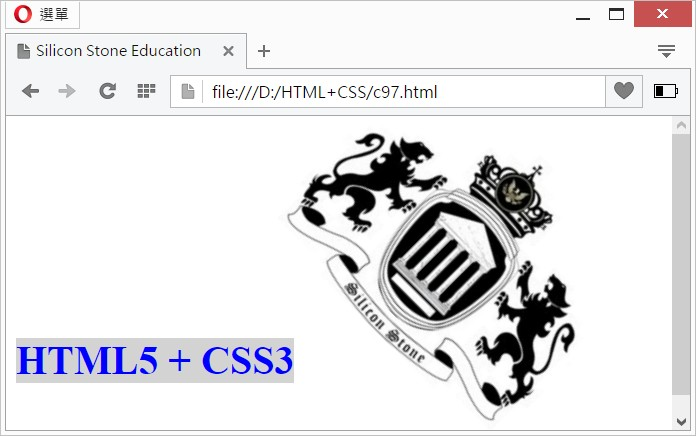 選單
Silicon Stone Education
file:///D:/HTML+CSS/c97.html
Silicon Stone
HTML5 + CSS3